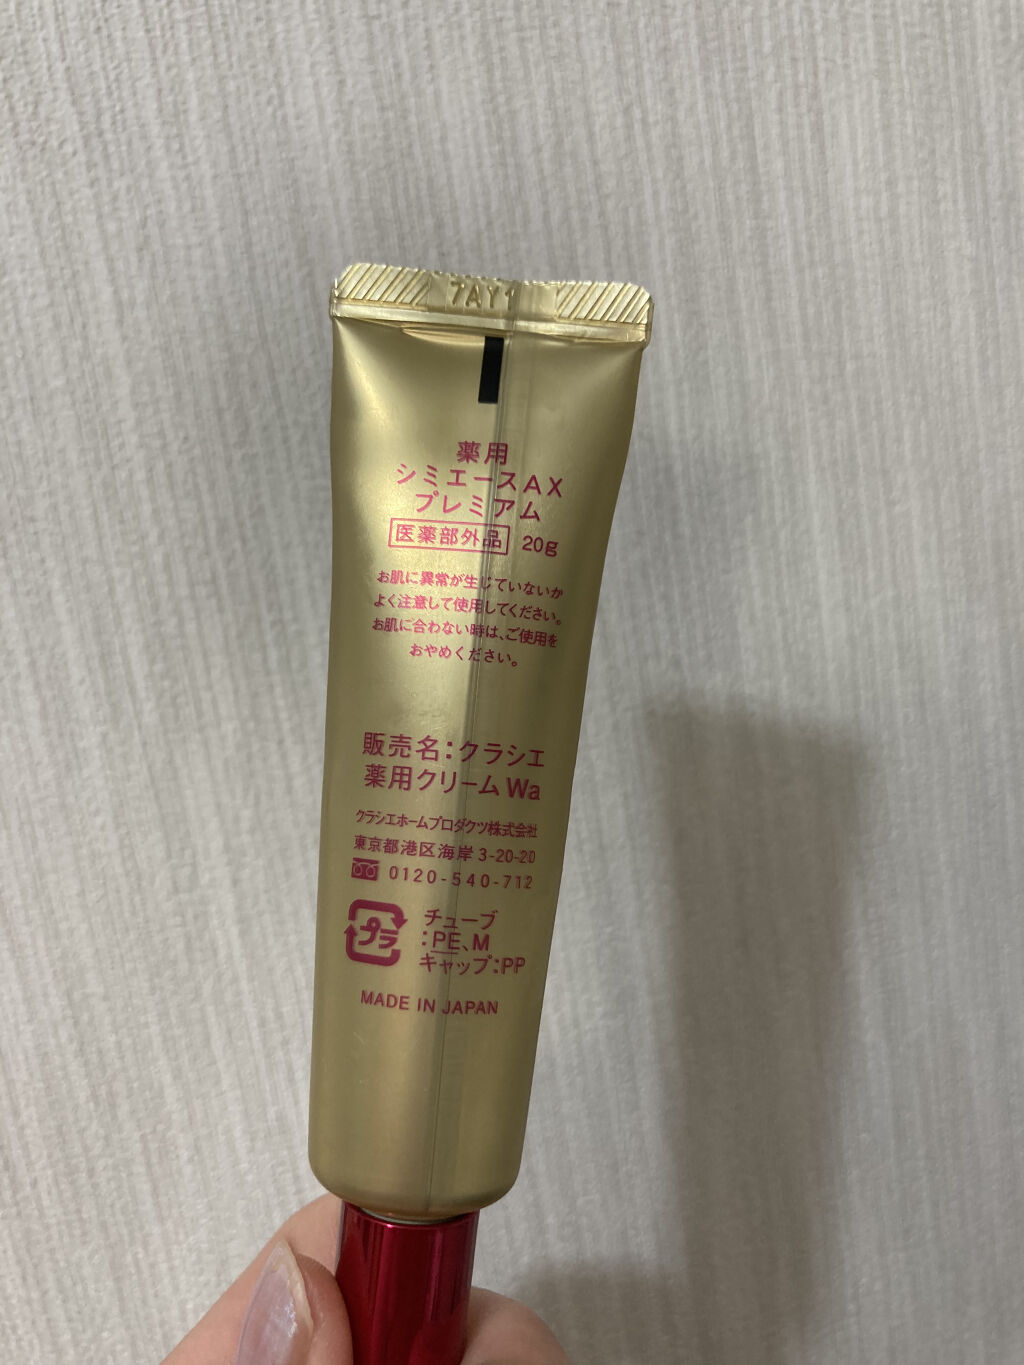 7AY1
薬用
シミエースAX
プレミアム
医薬部外品 20g
お肌に異常が生じていないか
よく注意して使用してください。
お肌に合わない時は、ご使用を
おやめください。
販売名：クラシエ
薬用クリームWa
クラシエホームプロダクツ株式会社
東京都港区海岸3-20-20
0120-540-712
プラ
チューブ
：PE、M
キャップ：PP
MADE IN JAPAN